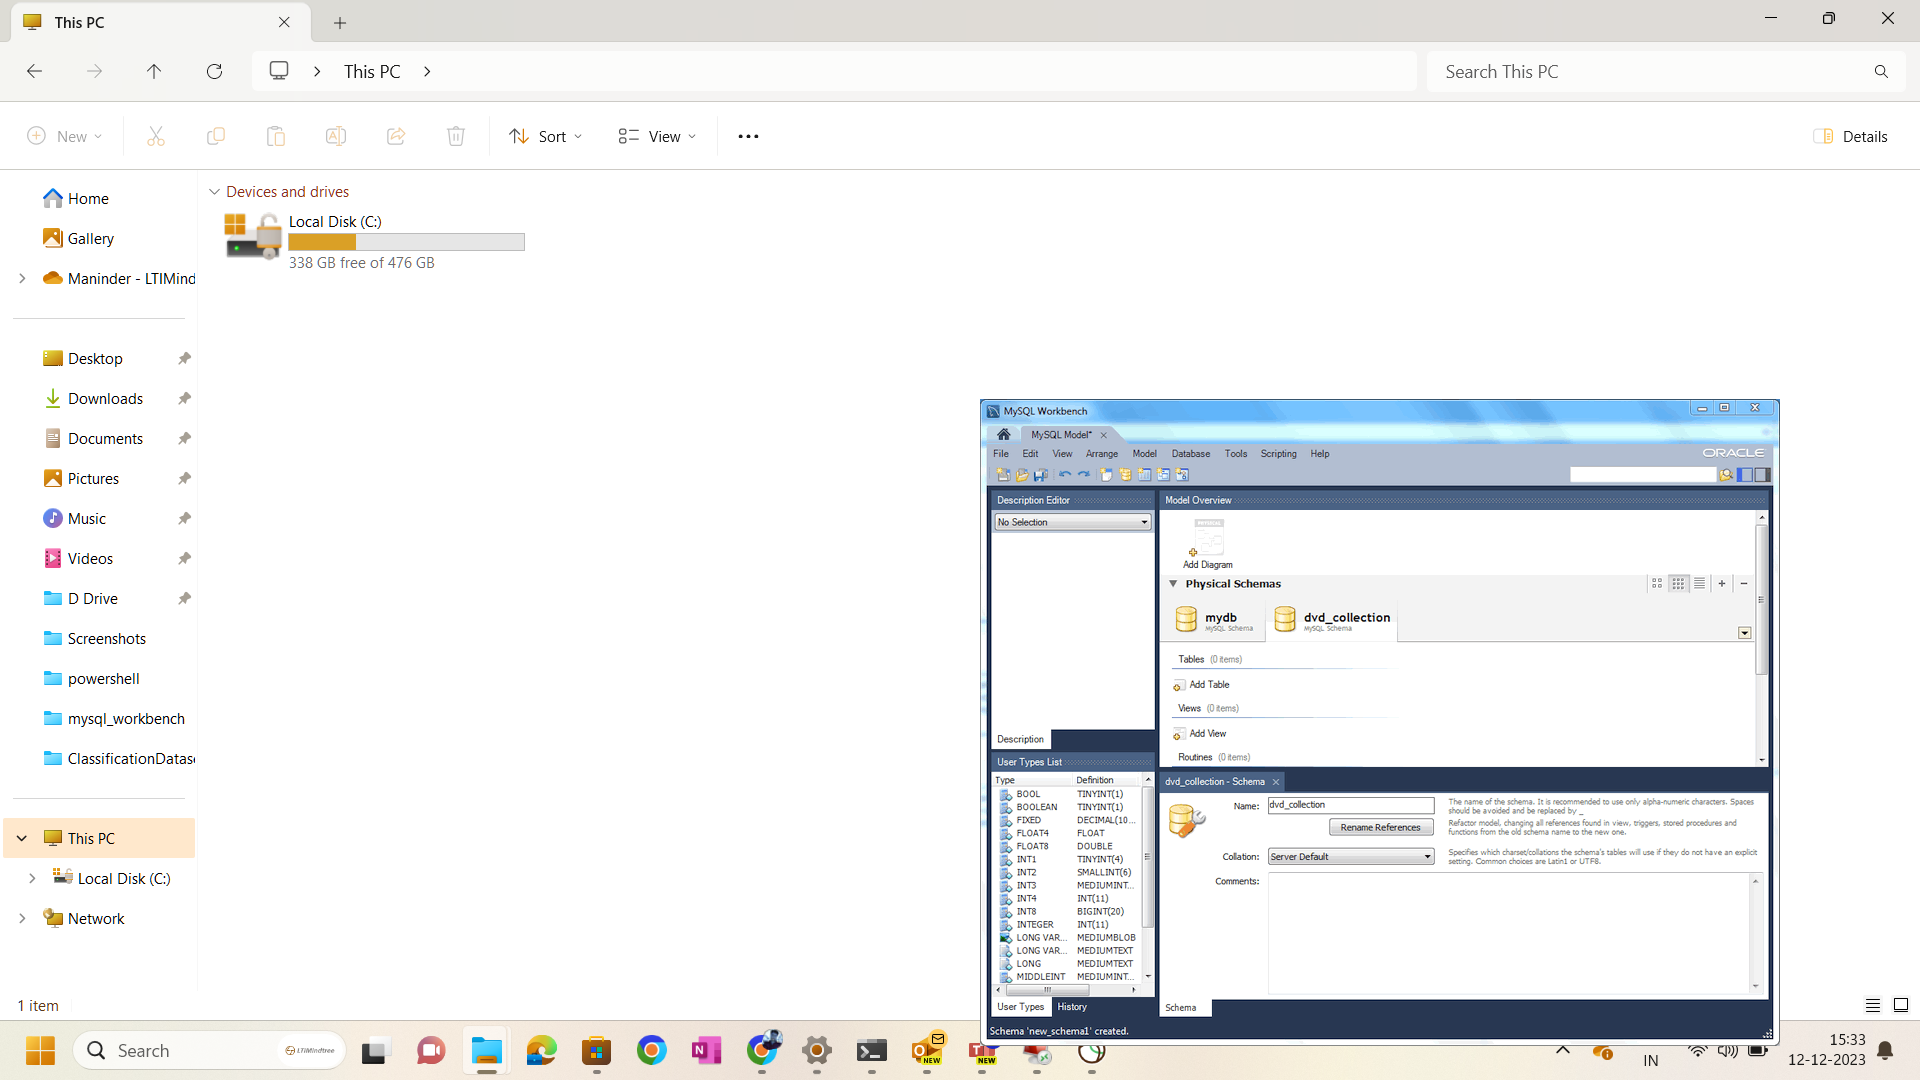 This PC
This PC
Search This PC
New
Sort
View
Details
Home
Gallery
Maninder - LTIMind
Desktop
Downloads
Documents
Pictures
Music
Videos
D Drive
Screenshots
powershell
mysql_workbench
ClassificationDatas
This PC
Local Disk (C:)
Network
1 item
Devices and drives
Local Disk (C:)
338 GB free of 476 GB
MySQL Workbench
MySQL Model*
File Edit View Arrange Model Database Tools Scripting Help
ORACLE
Description Editor
No Selection
Description
User Types List
Type Definition
BOOL TINYINT(1)
BOOLEAN TINYINT(1)
FIXED DECIMAL(10...
FLOAT4 FLOAT
FLOAT8 DOUBLE
INT1 TINYINT(4)
INT2 SMALLINT(6)
INT3 MEDIUMINT...
INT4 INT(11)
INT8 BIGINT(20)
INTEGER INT(11)
LONG VAR... MEDIUMBLOB
LONG VAR... MEDIUMTEXT
LONG MEDIUMTEXT
MIDDLEINT MEDIUMINT...
User Types History
Model Overview
PHYSICAL
Add Diagram
Physical Schemas
mydb
MySQL Schema
dvd_collection
MySQL Schema
Tables (0 items)
Add Table
Views (0 items)
Add View
Routines (0 items)
dvd_collection - Schema
Name: dvd_collection
The name of the schema. It is recommended to use only alpha-numeric characters. Spaces
should be avoided and be replaced by _
Rename References
Refactor model, changing all references found in view, triggers, stored procedures and
functions from the old schema name to the new one.
Collation: Server Default
Specifies which charset/collations the schema's tables will use if they do not have an explicit
setting. Common choices are Latin1 or UTF8.
Comments:
Schema
Schema 'new_schema1' created.
Search
LTIMindtree
NEW
NEW
IN
15:33
12-12-2023